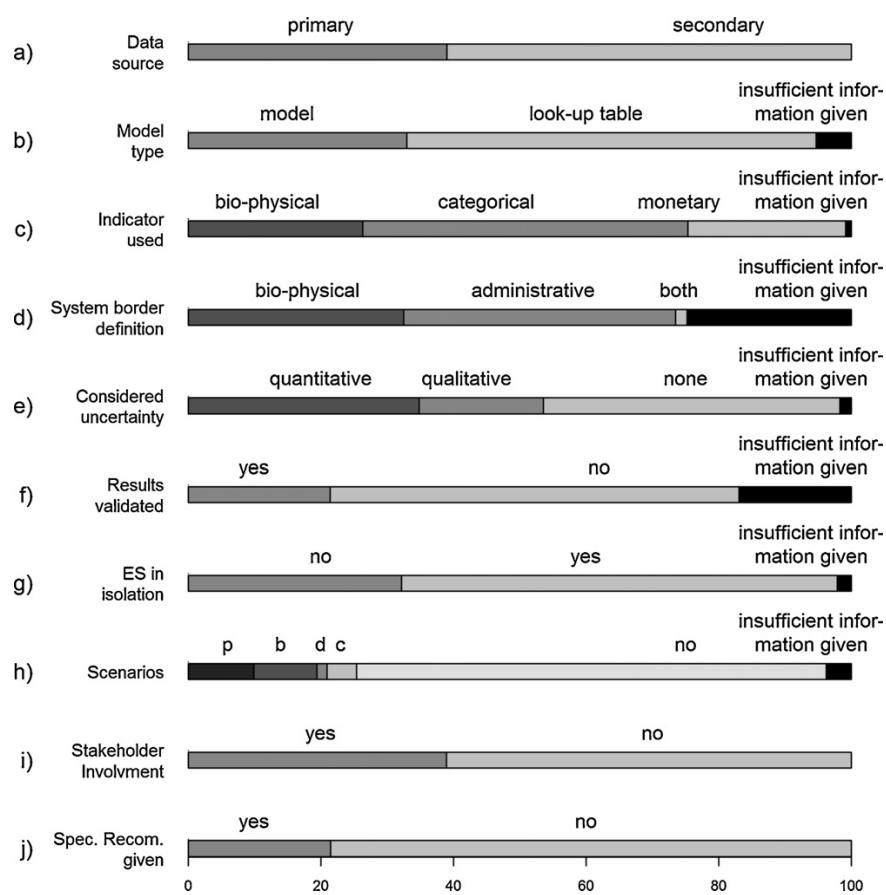 primary secondary
a) Data
source
insufficient infor-
model look-up table mation given
b) Model
type
insufficient infor-
bio-physical categorical monetary mation given
c) Indicator
used
insufficient infor-
bio-physical administrative both mation given
d) System border
definition
insufficient infor-
quantitative qualitative none mation given
e) Considered
uncertainty
insufficient infor-
yes no mation given
f) Results
validated
insufficient infor-
no yes mation given
g) ES in
isolation
insufficient infor-
p b d c no mation given
h) Scenarios
yes no
i) Stakeholder
Involvment
yes no
j) Spec. Recom.
given
0 20 40 60 80 100